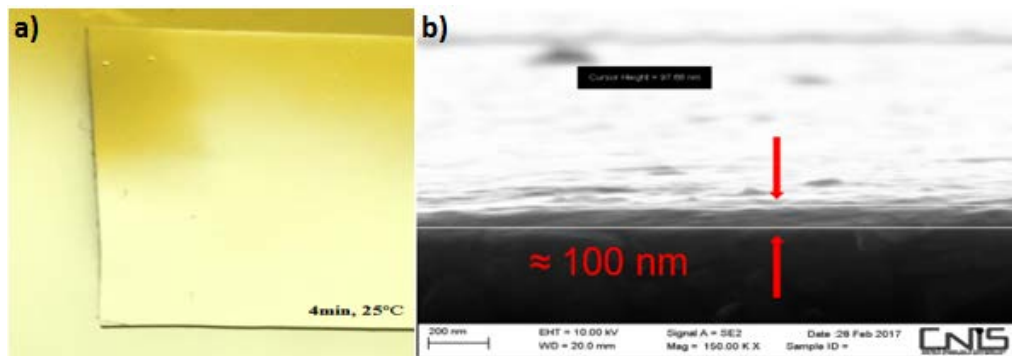 a)
4min, 25°C
b)
Cursor Height = 97.66 nm
≈ 100 nm
200 nm
EHT = 10.00 kV
WD = 20.0 mm
Signal A = SE2
Mag = 150.00 K X
Date :28 Feb 2017
Sample ID =
CNIS